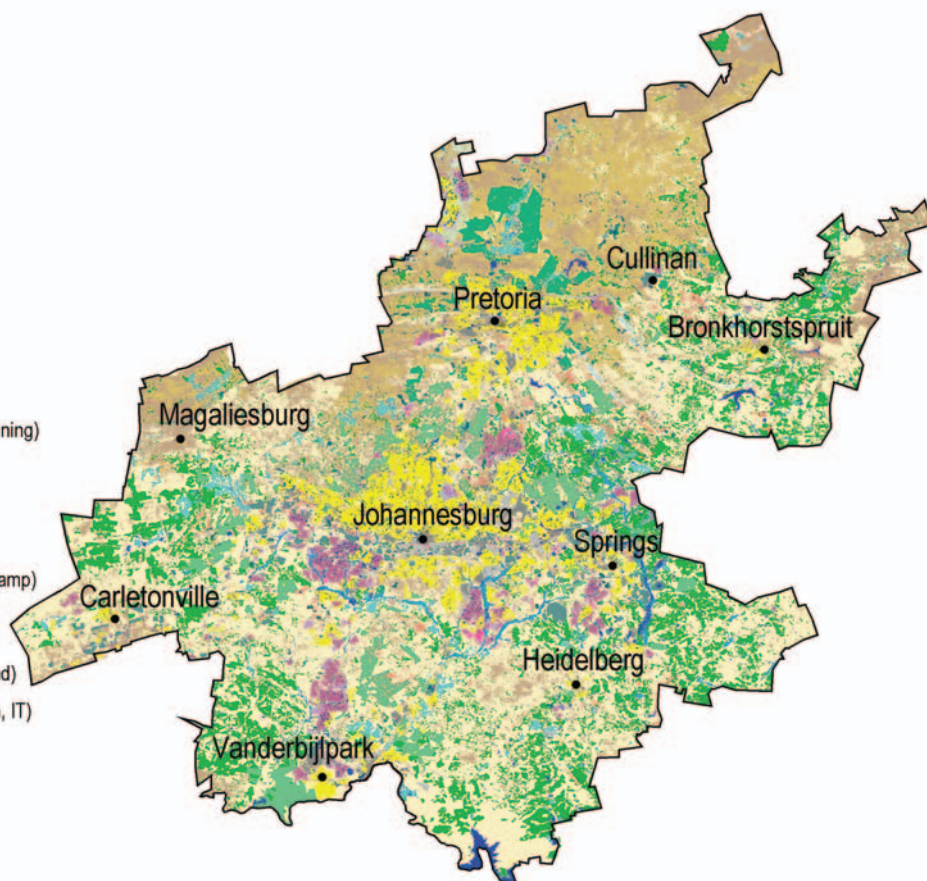 Cullinan
Pretoria
Bronkhorstspruit
Magaliesburg
ning)
Johannesburg
Springs
amp)
Carletonville
Heidelberg
d)
, IT)
Vanderbijlpark